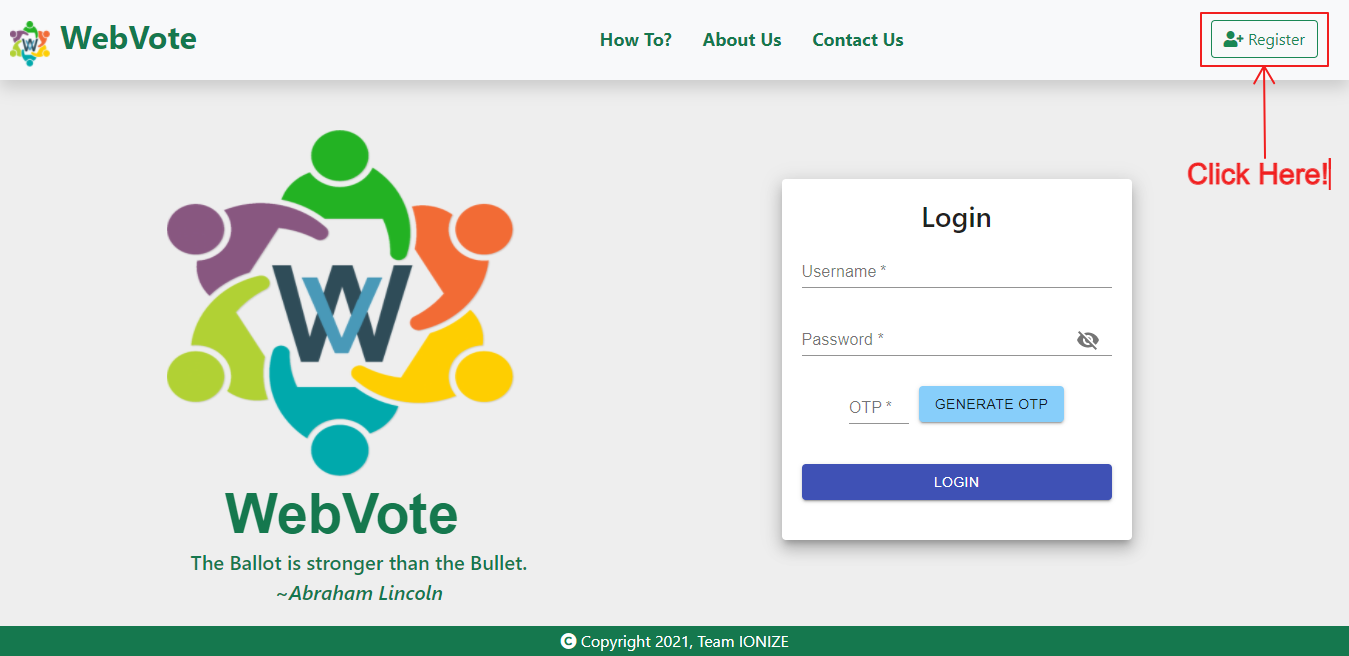 WebVote
How To?
About Us
Contact Us
Register
Click Here!
Login
Username *
Password *
OTP *
GENERATE OTP
LOGIN
W
WebVote
The Ballot is stronger than the Bullet.
~Abraham Lincoln
Copyright 2021, Team IONIZE